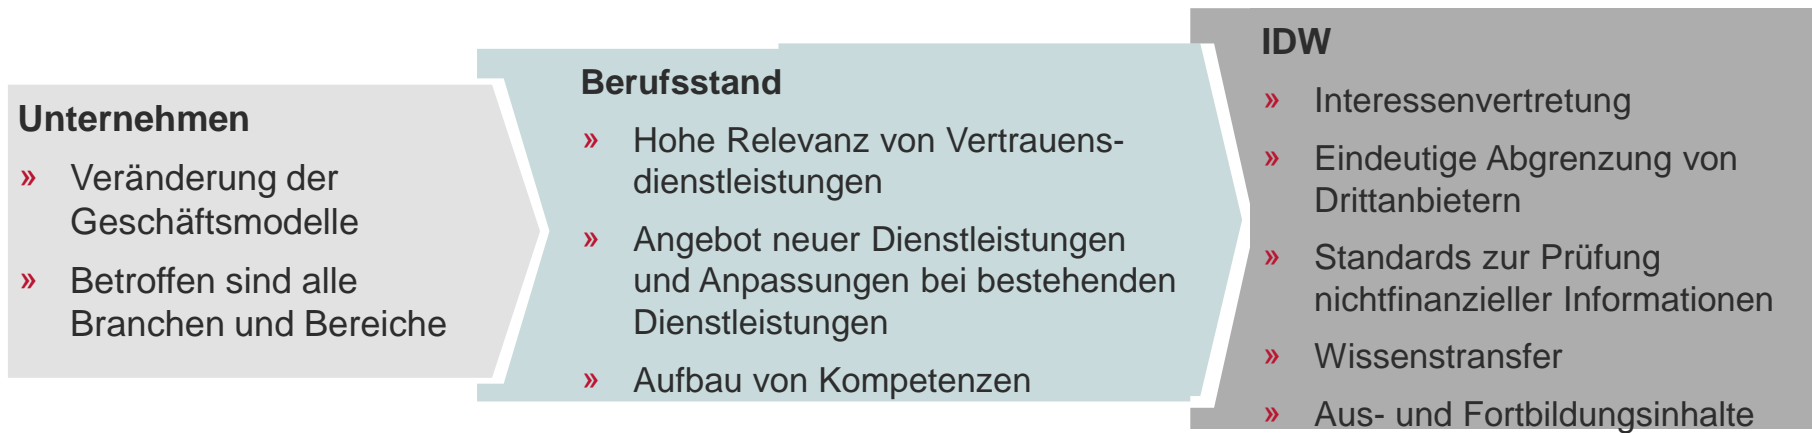 Unternehmen
» Veränderung der
Geschäftsmodelle
» Betroffen sind alle
Branchen und Bereiche
Berufsstand
» Hohe Relevanz von Vertrauens-
dienstleistungen
» Angebot neuer Dienstleistungen
und Anpassungen bei bestehenden
Dienstleistungen
» Aufbau von Kompetenzen
IDW
» Interessenvertretung
» Eindeutige Abgrenzung von
Drittanbietern
» Standards zur Prüfung
nichtfinanzieller Informationen
» Wissenstransfer
» Aus- und Fortbildungsinhalte